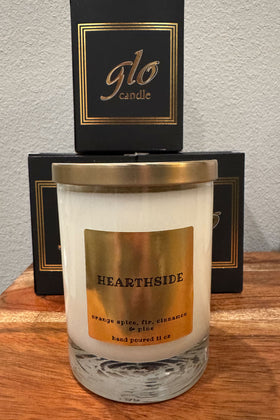 glo
candle
HEARTHSIDE
orange spice, fir, cinnamon
& pine
hand poured 11 oz